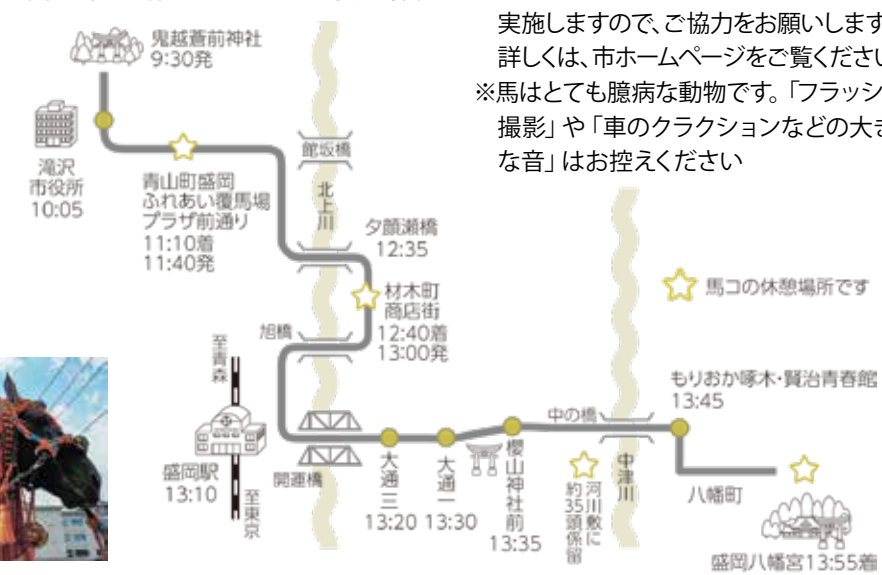 実施しますので、ご協力をお願いします
詳しくは、市ホームページをご覧ください
※馬はとても臆病な動物です。「フラッシ
撮影」や「車のクラクションなどの大き
な音」はお控えください
鬼越蒼前神社
9:30発
滝沢
市役所
10:05
青山町盛岡
ふれあい覆馬場
プラザ前通り
11:10着
11:40発
館坂橋
北上川
夕顔瀬橋
12:35
材木町
商店街
12:40着
13:00発
馬コの休憩場所です
旭橋
至青森
盛岡駅
13:10
至東京
開運橋
大通三
13:20
大通一
13:30
櫻山神社前
13:35
中の橋
河川敷に
約35頭係留
中津川
もりおか啄木・賢治青春館
13:45
八幡町
盛岡八幡宮13:55着